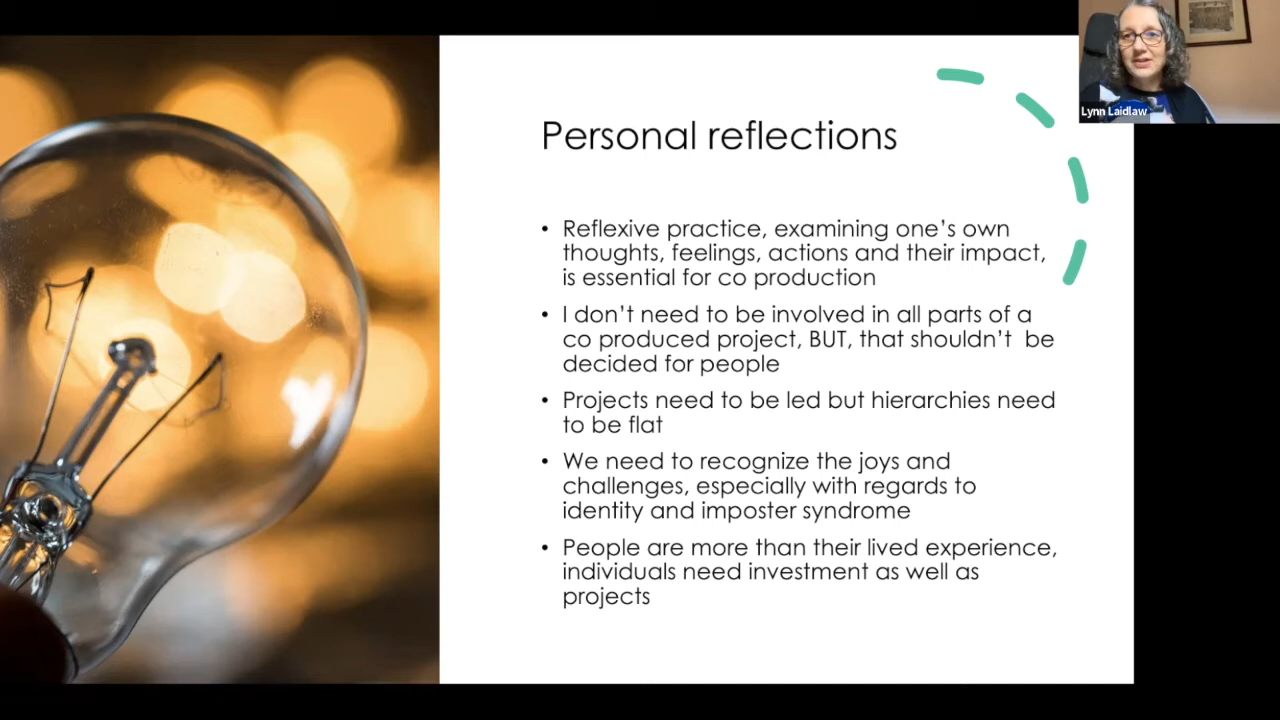 Lynn Laidlaw
Personal reflections
• Reflexive practice, examining one’s own
thoughts, feelings, actions and their impact,
is essential for co production
• I don’t need to be involved in all parts of a
co produced project, BUT, that shouldn’t  be
decided for people
• Projects need to be led but hierarchies need
to be flat
• We need to recognize the joys and
challenges, especially with regards to
identity and imposter syndrome
• People are more than their lived experience,
individuals need investment as well as
projects